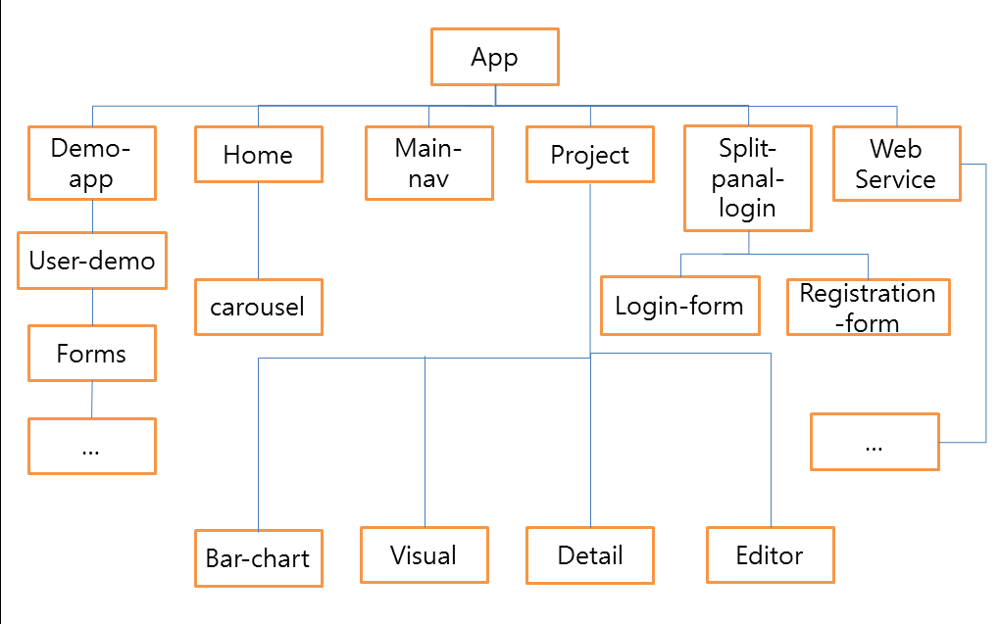 App
Demo-
app
Home
Main-
nav
Project
Split-
panal-
login
Web
Service
User-demo
carousel
Login-form
Registration
-form
Forms
...
...
Bar-chart
Visual
Detail
Editor